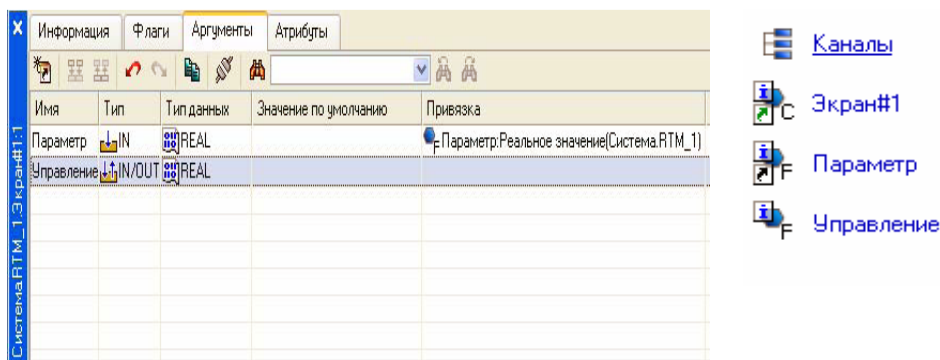 Информация Флаги Аргументы Атрибуты
Имя Тип Тип данных Значение по умолчанию Привязка
Параметр IN REAL F Параметр:Реальное значение(Система.RTM_1)
Управление IN/OUT REAL
Система.RTM_1.Экран#1:1
Каналы
C Экран#1
F Параметр
F Управление